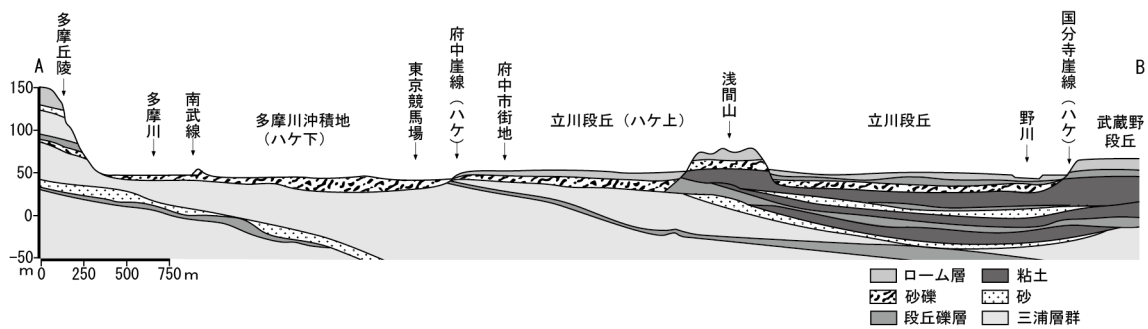 A
多摩丘陵
多摩川
南武線
多摩川沖積地
(ハケ下)
東京競馬場
府中崖線(ハケ)
府中市街地
立川段丘(ハケ上)
浅間山
立川段丘
野川
国分寺崖線(ハケ)
武蔵野
段丘
B
150
100
50
0
-50
m
0
250
500
750 m
ローム層
粘土
砂礫
砂
段丘礫層
三浦層群